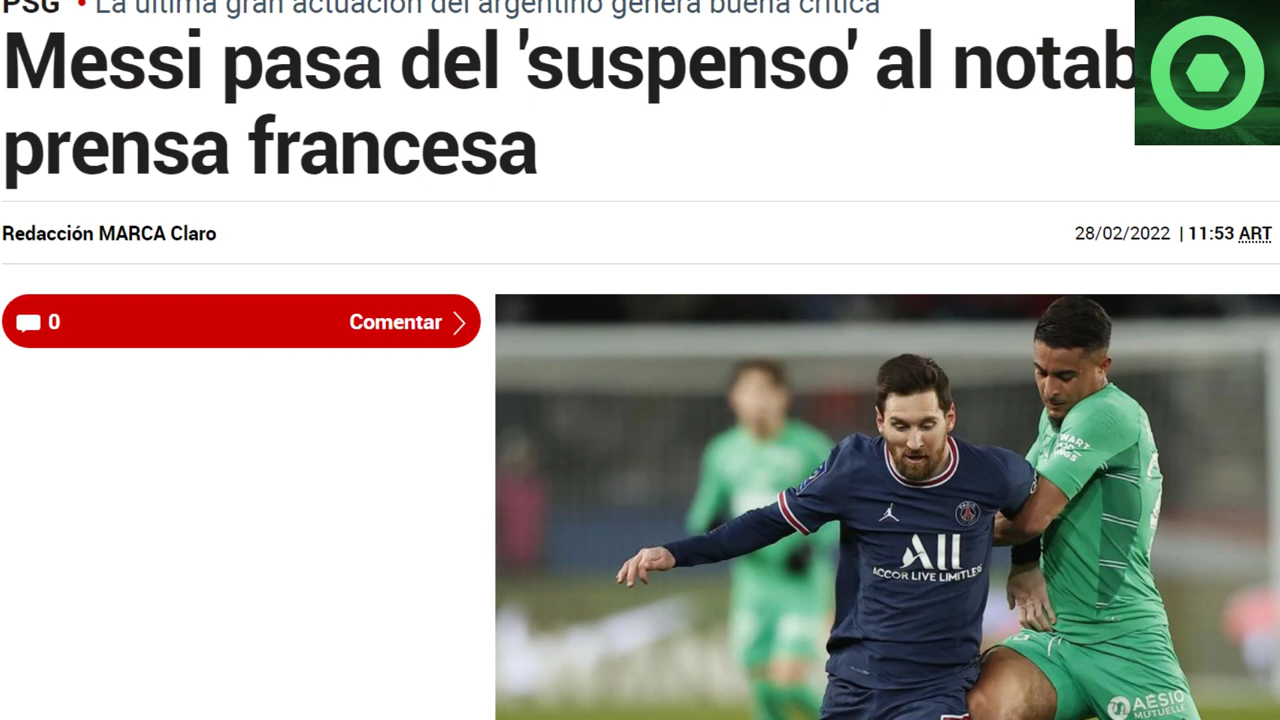 PSG • La última gran actuación del argentino genera buena crítica
Messi pasa del 'suspenso' al notab
prensa francesa
Redacción MARCA Claro
28/02/2022 | 11:53 ART
0
Comentar
SMART
ALL
ACCOR LIVE LIMITLESS
AÉSIO
MUTUELLE